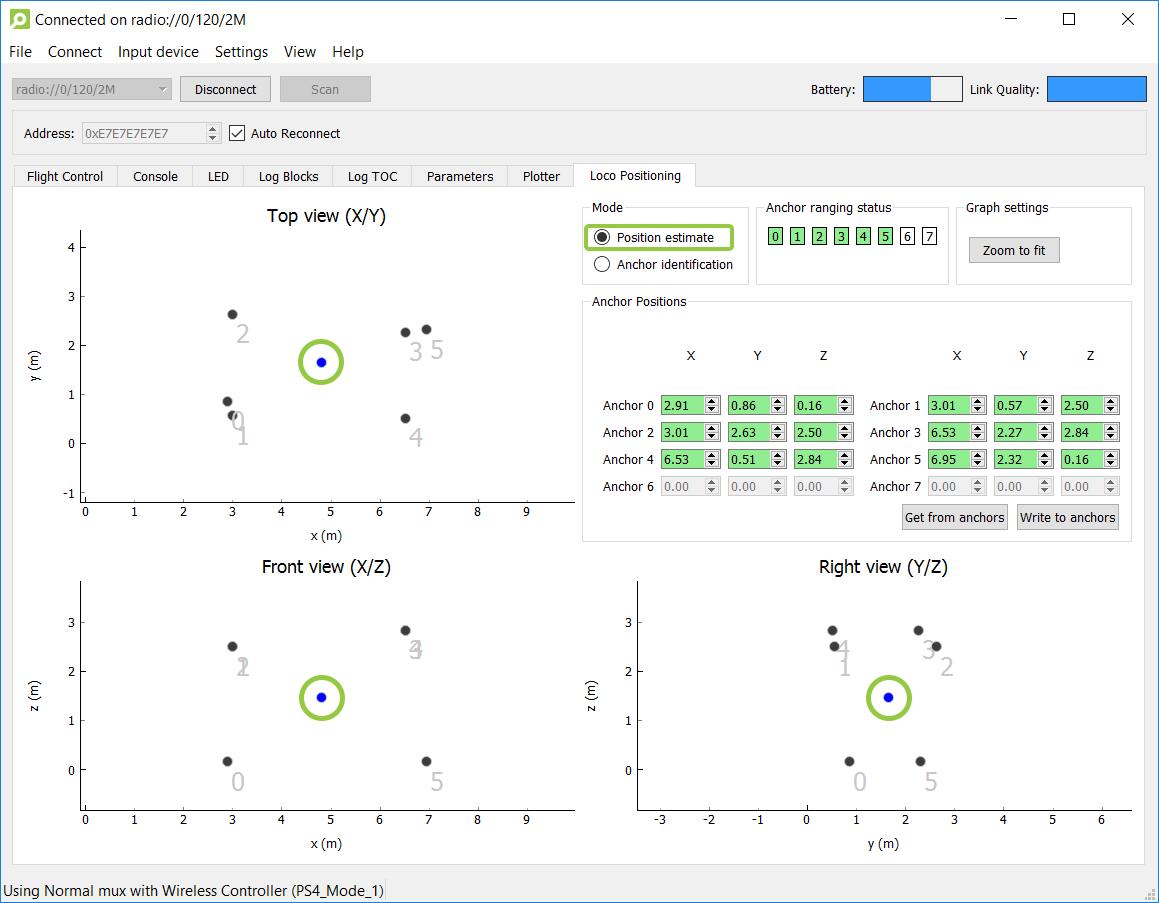 Connected on radio://0/120/2M
File Connect Input device Settings View Help
radio://0/120/2M Disconnect Scan Battery: Link Quality:
Address: 0xE7E7E7E7E7 Auto Reconnect
Flight Control Console LED Log Blocks Log TOC Parameters Plotter Loco Positioning
Top view (X/Y)
4
3
2
1
0
-1
y (m)
2
3 5
0
1
4
0 1 2 3 4 5 6 7 8 9
x (m)
Mode
Position estimate
Anchor identification
Anchor ranging status
0 1 2 3 4 5 6 7
Graph settings
Zoom to fit
Anchor Positions
X Y Z X Y Z
Anchor 0 2.91 0.86 0.16 Anchor 1 3.01 0.57 2.50
Anchor 2 3.01 2.63 2.50 Anchor 3 6.53 2.27 2.84
Anchor 4 6.53 0.51 2.84 Anchor 5 6.95 2.32 0.16
Anchor 6 0.00 0.00 0.00 Anchor 7 0.00 0.00 0.00
Get from anchors Write to anchors
Front view (X/Z)
3
2
1
0
z (m)
1 2
3 4
0 5
0 1 2 3 4 5 6 7 8 9
x (m)
Right view (Y/Z)
3
2
1
0
z (m)
4 3
1 2
0 5
-3 -2 -1 0 1 2 3 4 5 6
y (m)
Using Normal mux with Wireless Controller (PS4_Mode_1)